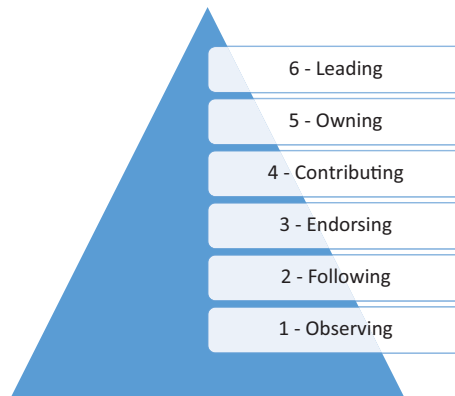 6 - Leading
5 - Owning
4 - Contributing
3 - Endorsing
2 - Following
1 - Observing